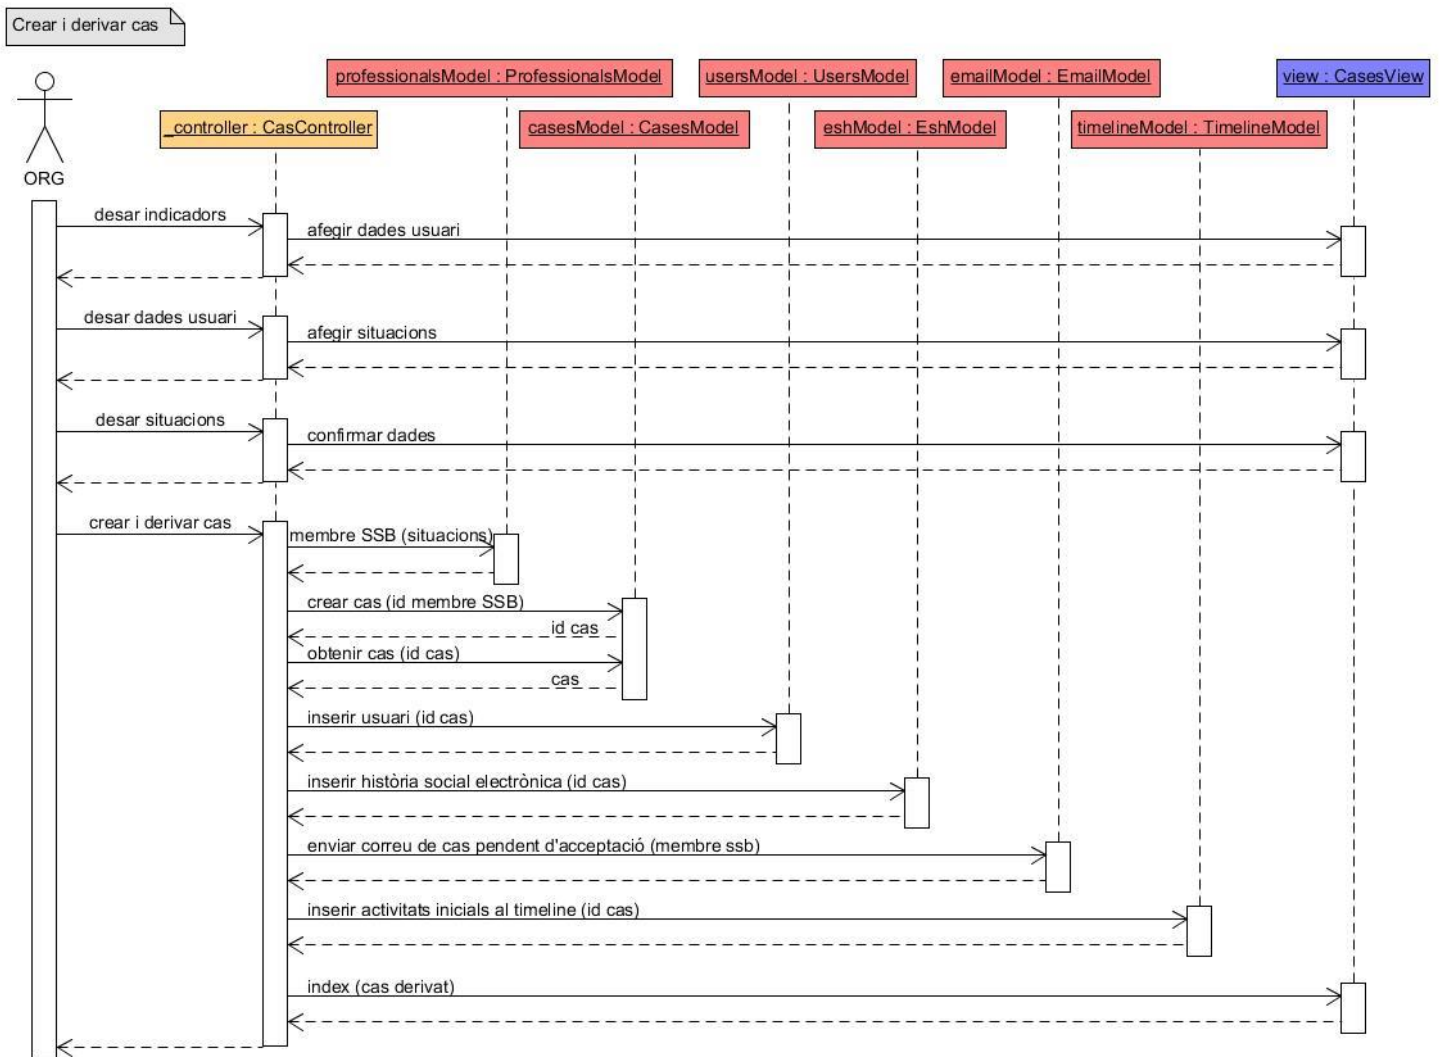 Crear i derivar cas
professionalsModel : ProfessionalsModel
usersModel : UsersModel
emailModel : EmailModel
view : CasesView
_controller : CasController
casesModel : CasesModel
eshModel : EshModel
timelineModel : TimelineModel
ORG
desar indicadors
afegir dades usuari
desar dades usuari
afegir situacions
desar situacions
confirmar dades
crear i derivar cas
membre SSB (situacions)
crear cas (id membre SSB)
id cas
obtenir cas (id cas)
cas
inserir usuari (id cas)
inserir història social electrònica (id cas)
enviar correu de cas pendent d'acceptació (membre ssb)
inserir activitats inicials al timeline (id cas)
index (cas derivat)